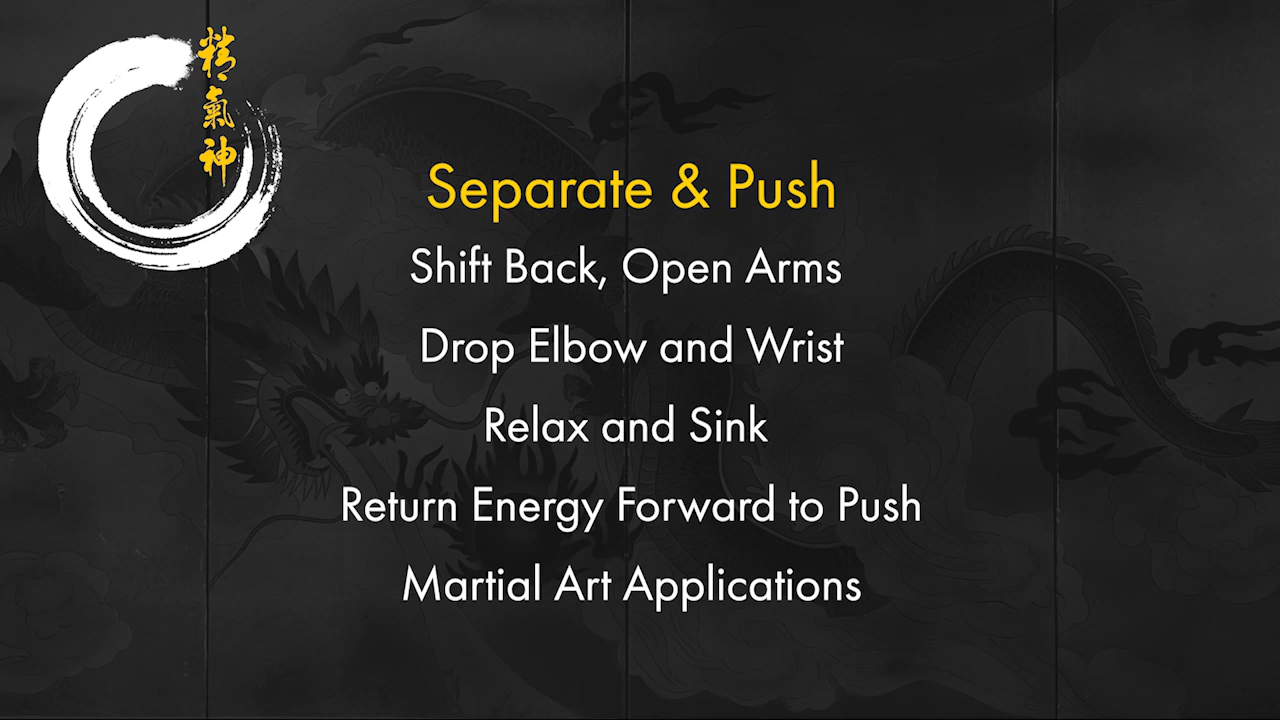 精氣神
Separate & Push
Shift Back, Open Arms
Drop Elbow and Wrist
Relax and Sink
Return Energy Forward to Push
Martial Art Applications